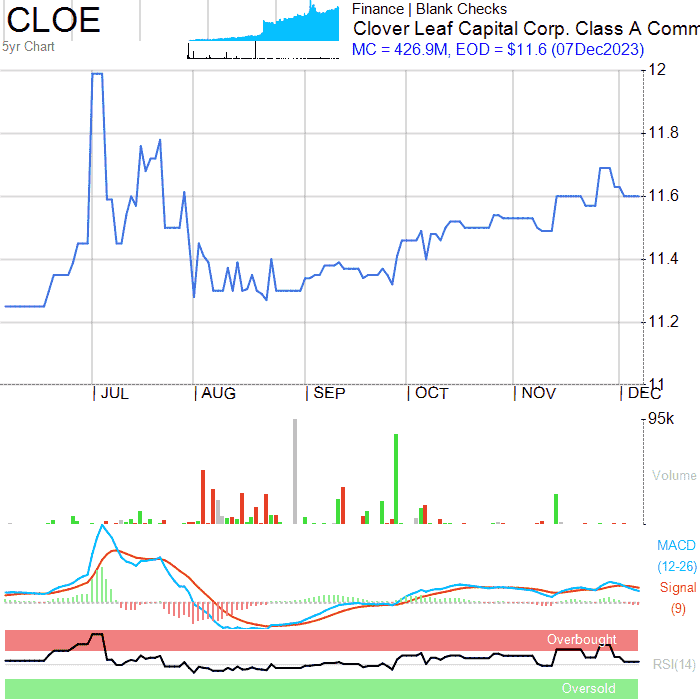 CLOE
5yr Chart
Finance | Blank Checks
Clover Leaf Capital Corp. Class A Comm
MC = 426.9M, EOD = $11.6 (07Dec2023)
12
11.8
11.6
11.4
11.2
11
JUL AUG SEP OCT NOV DEC
95k
Volume
MACD
(12-26)
Signal
(9)
Overbought
RSI(14)
Oversold